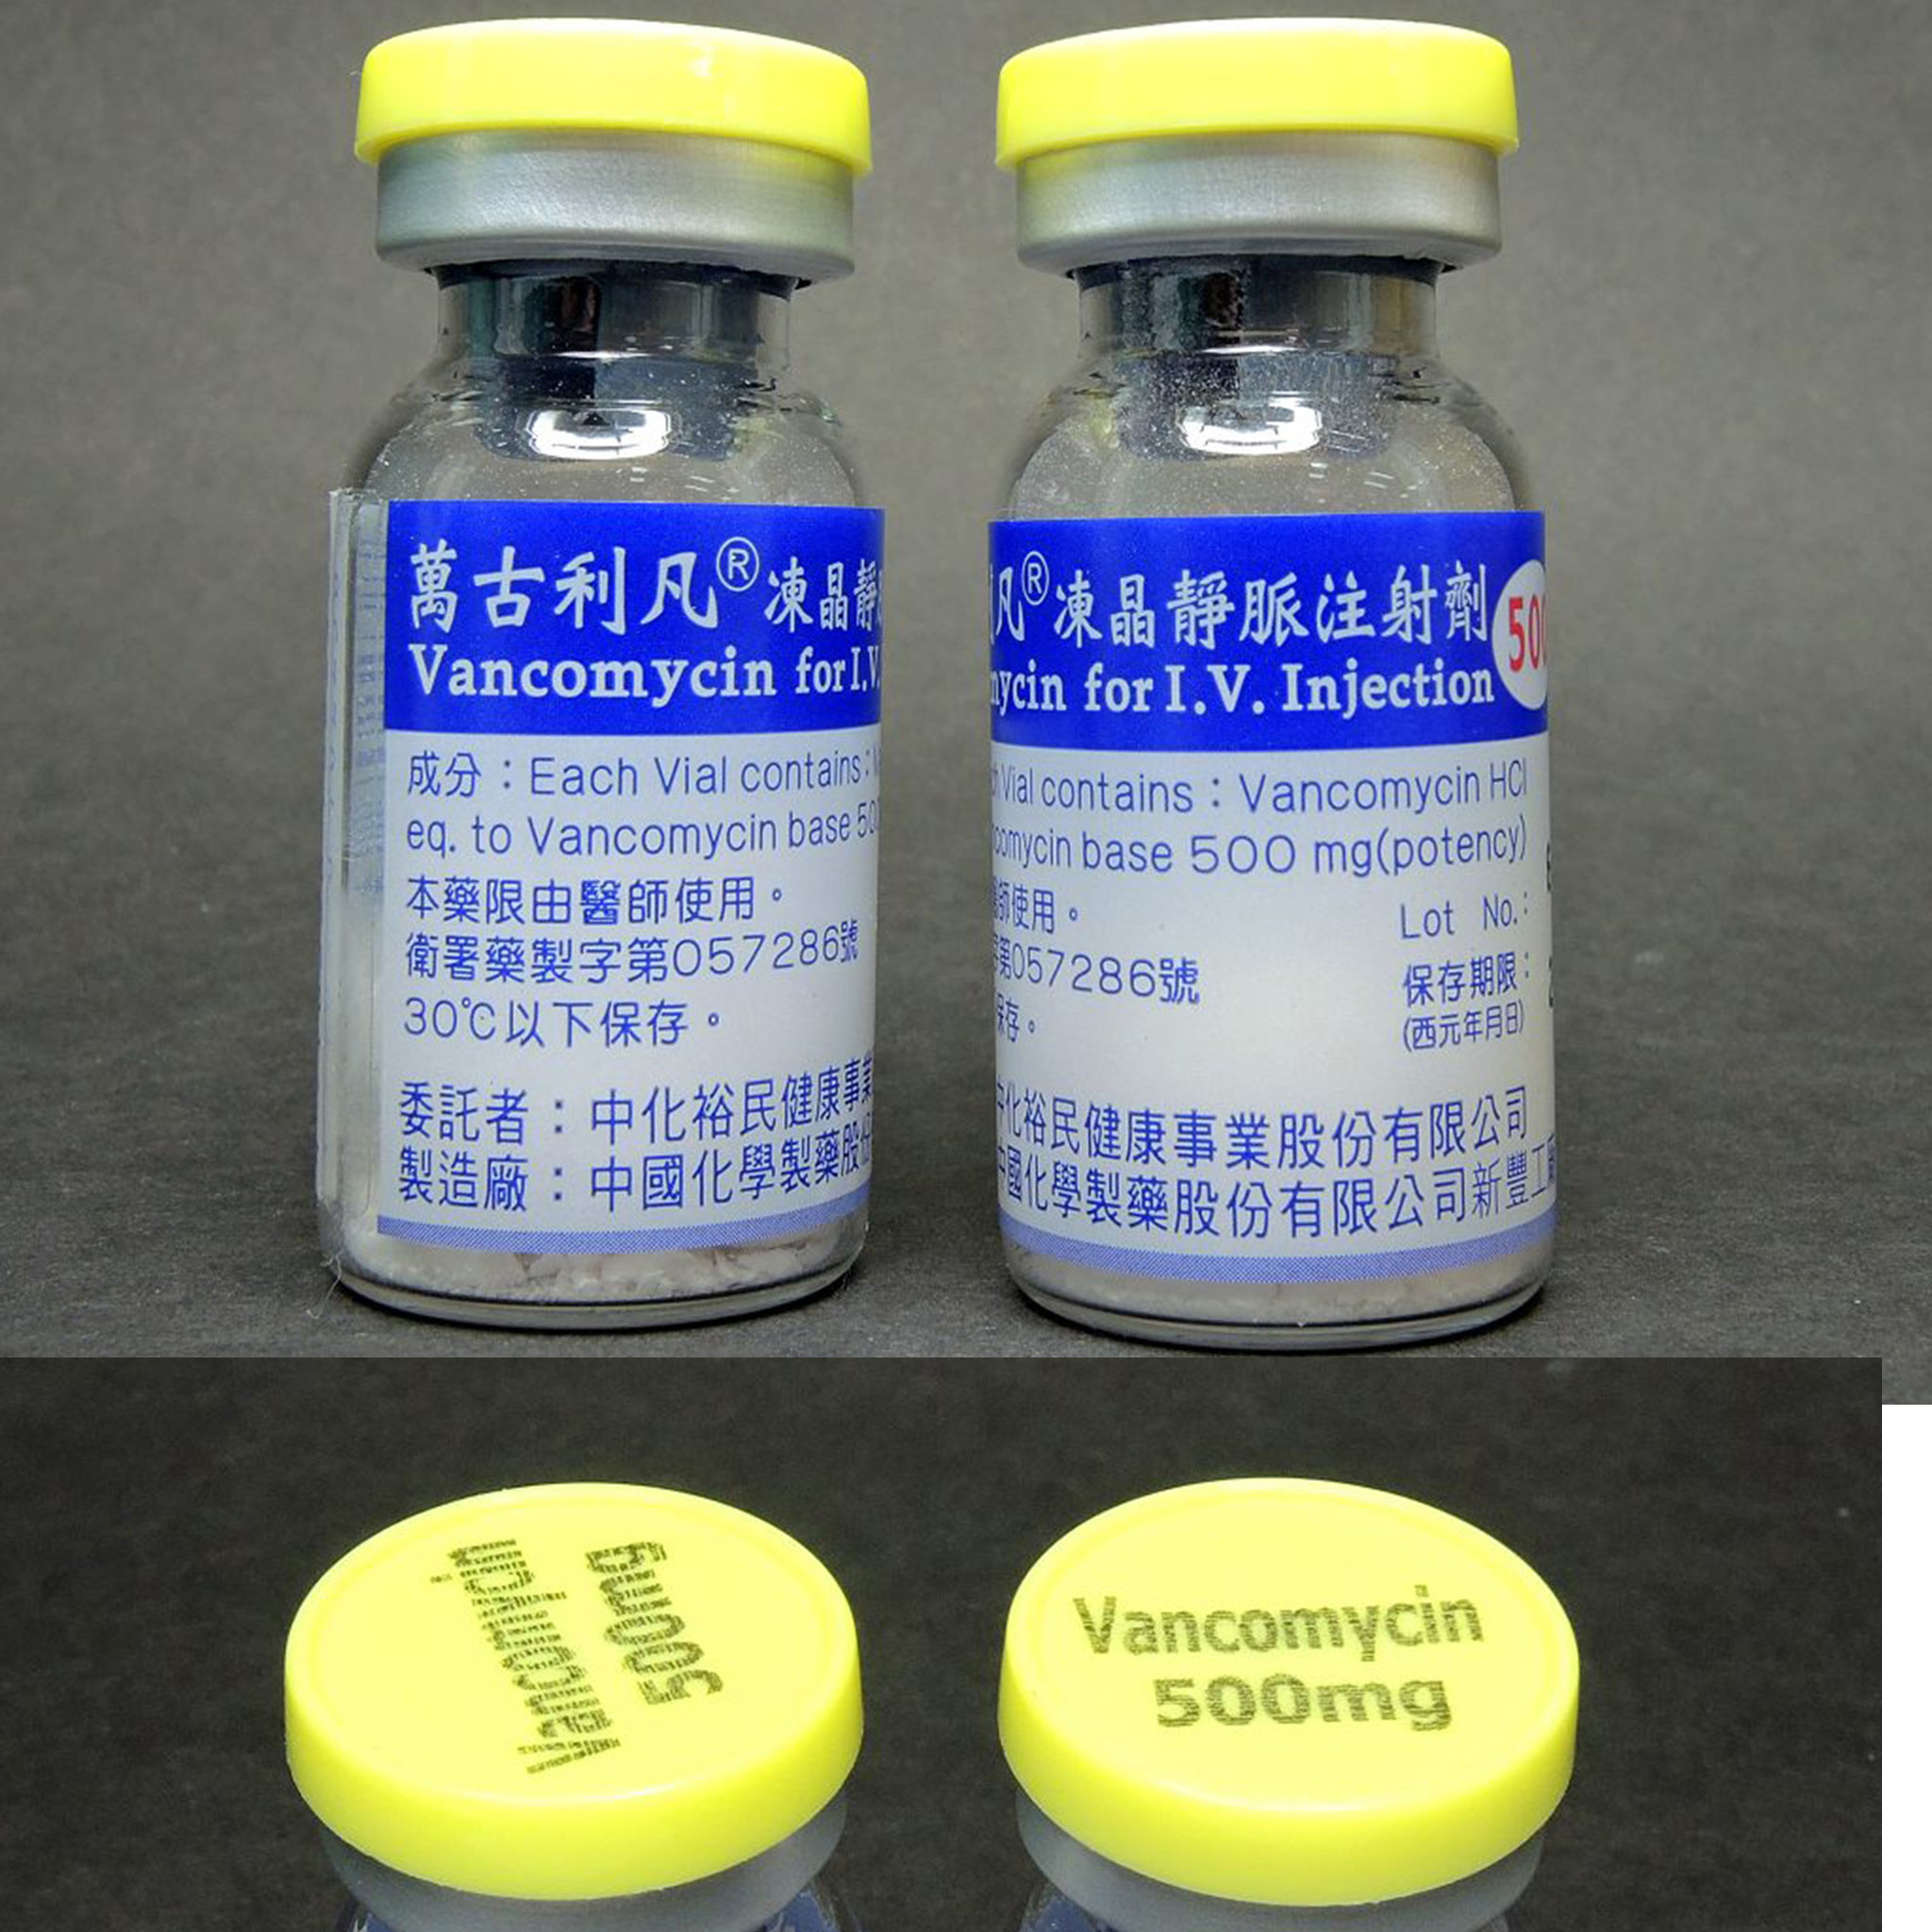 萬古利凡® 凍晶靜
Vancomycin for I.V.
成分：Each Vial contains：
eq. to Vancomycin base 50
本藥限由醫師使用。
衛署藥製字第057286號
30℃以下保存。
委託者：中化裕民健康事業
製造廠：中國化學製藥股份
凡® 凍晶靜脈注射劑 500
mycin for I.V. Injection
Vial contains：Vancomycin HCl
comycin base 500 mg(potency)
師使用。
第057286號
保存。
Lot No.：
保存期限：
(西元年月日)
中化裕民健康事業股份有限公司
中國化學製藥股份有限公司新豐工廠
Vancomycin
500mg
Vancomycin
500mg